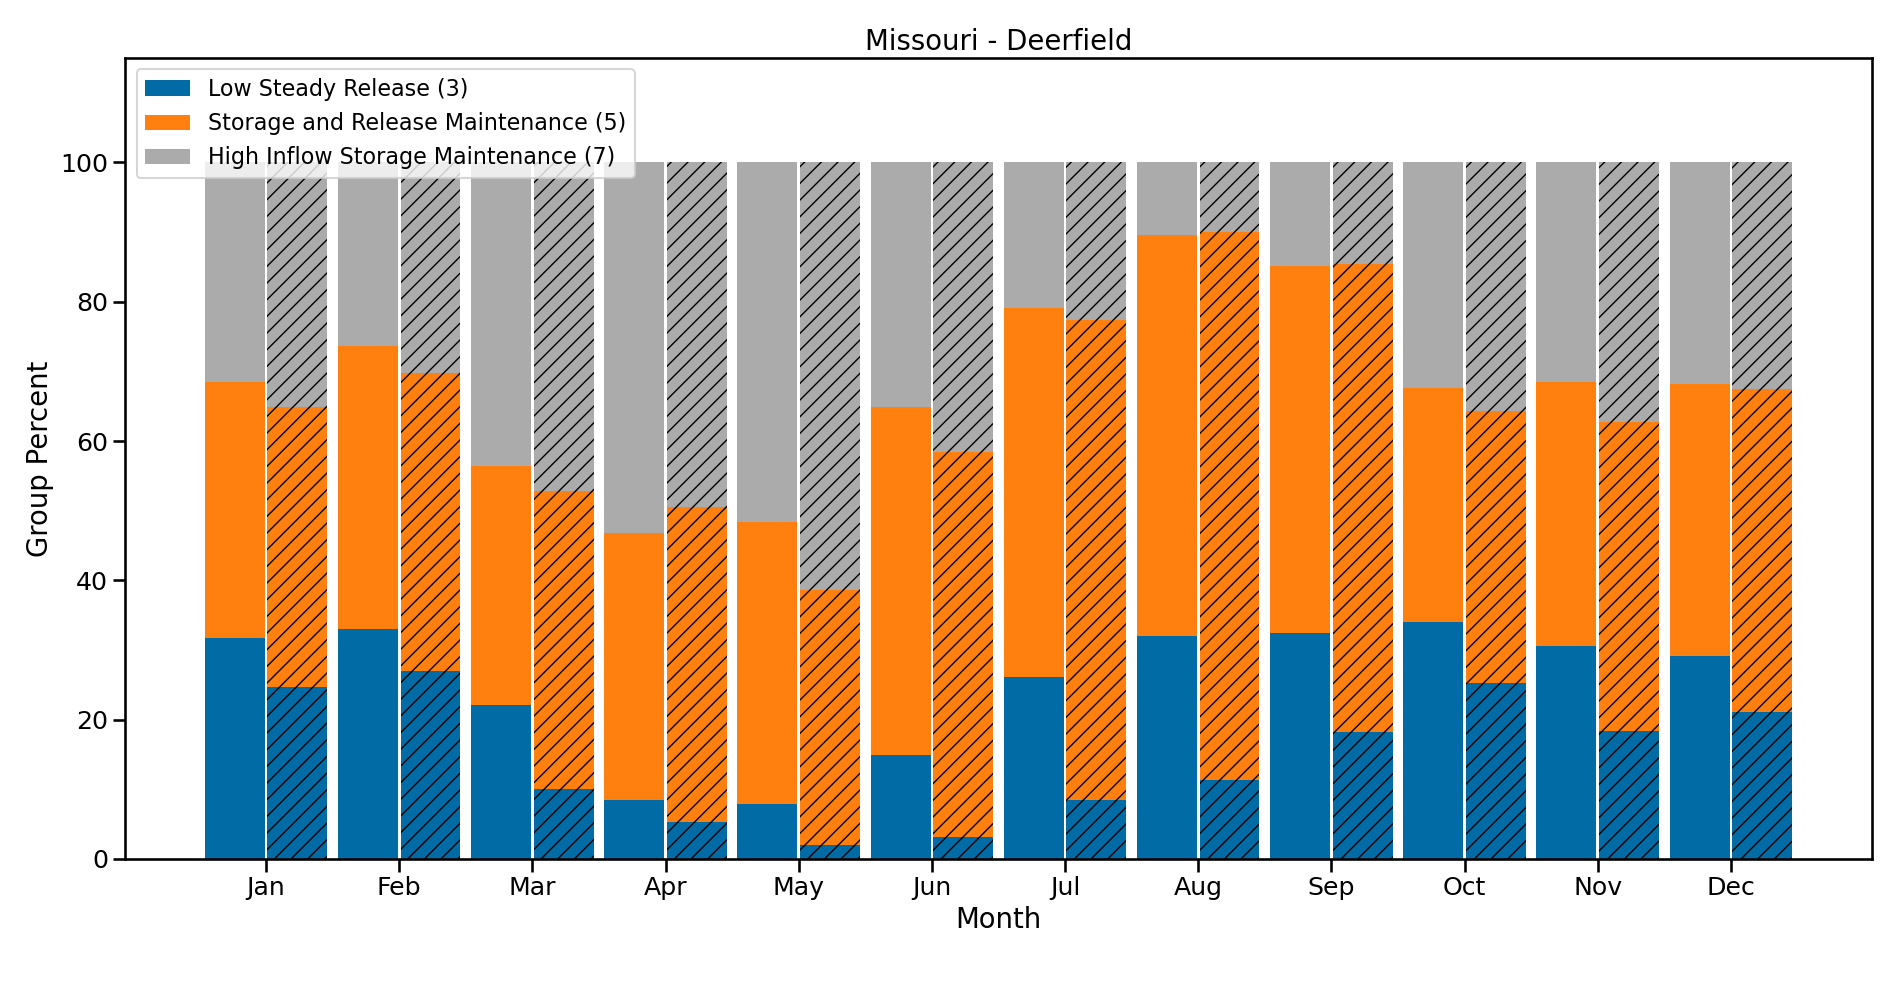 Missouri - Deerfield
Low Steady Release (3)
Storage and Release Maintenance (5)
High Inflow Storage Maintenance (7)
100
80
60
40
20
0
Group Percent
Jan Feb Mar Apr May Jun Jul Aug Sep Oct Nov Dec
Month